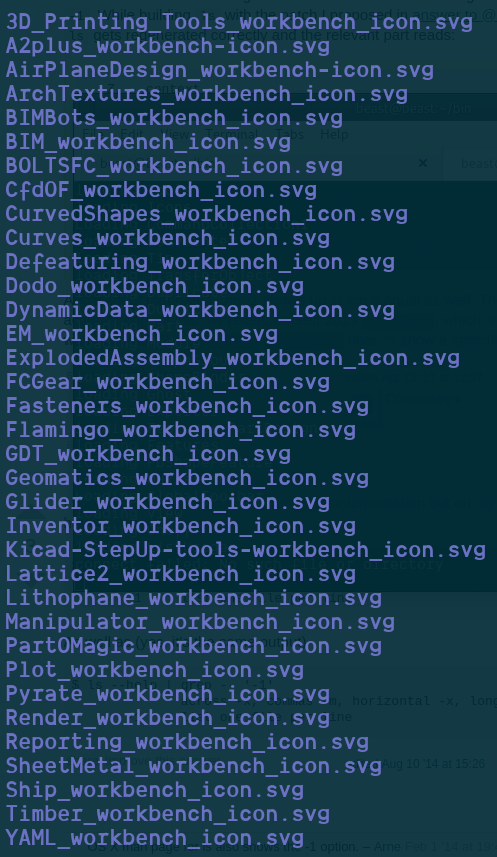 3D_Printing_Tools_workbench_icon.svg
A2plus_workbench-icon.svg
AirPlaneDesign_workbench-icon.svg
ArchTextures_workbench_icon.svg
BIMBots_workbench_icon.svg
BIM_workbench_icon.svg
BOLTSFC_workbench_icon.svg
CfdOF_workbench_icon.svg
CurvedShapes_workbench_icon.svg
Curves_workbench_icon.svg
Defeaturing_workbench_icon.svg
Dodo_workbench_icon.svg
DynamicData_workbench_icon.svg
EM_workbench_icon.svg
ExplodedAssembly_workbench_icon.svg
FCGear_workbench_icon.svg
Fasteners_workbench_icon.svg
Flamingo_workbench_icon.svg
GDT_workbench_icon.svg
Geomatics_workbench_icon.svg
Glider_workbench_icon.svg
Inventor_workbench_icon.svg
Kicad-StepUp-tools-workbench_icon.svg
Lattice2_workbench_icon.svg
Lithophane_workbench_icon.svg
Manipulator_workbench_icon.svg
PartOMagic_workbench_icon.svg
Plot_workbench_icon.svg
Pyrate_workbench_icon.svg
Render_workbench_icon.svg
Reporting_workbench_icon.svg
SheetMetal_workbench_icon.svg
Ship_workbench_icon.svg
Timber_workbench_icon.svg
YAML_workbench_icon.svg